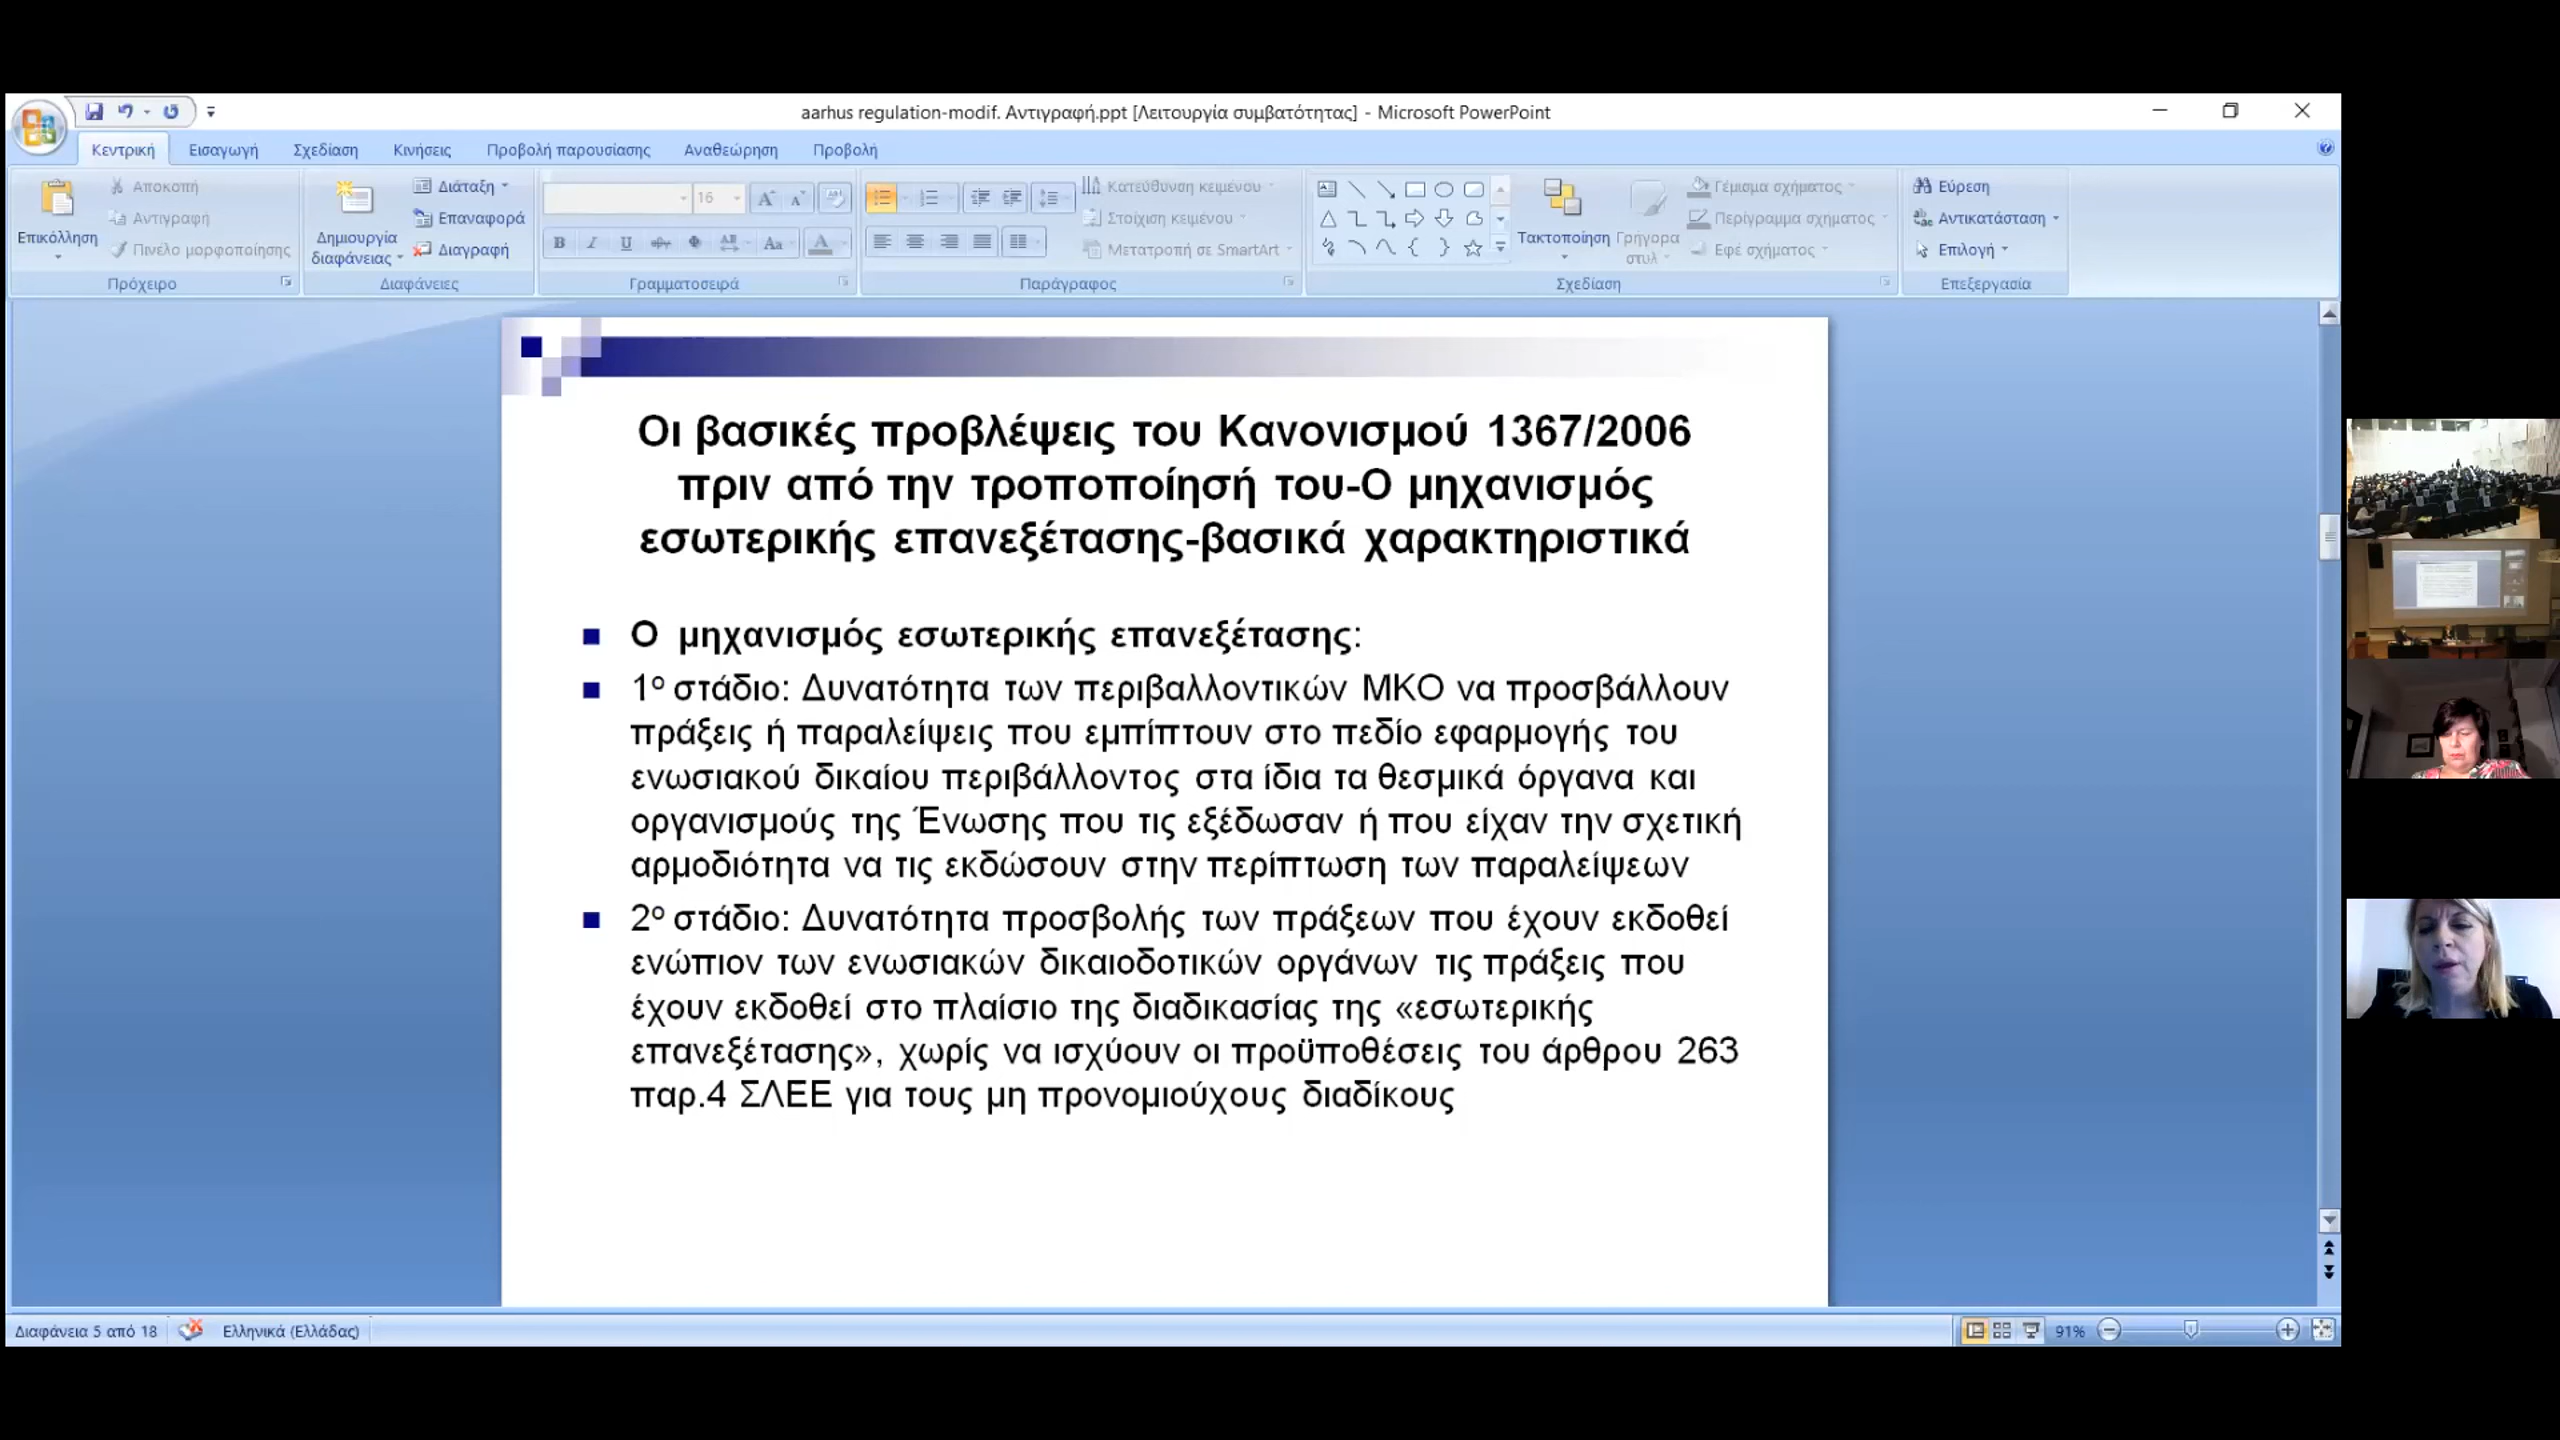 aarhus regulation-modif. Αντιγραφή.ppt [Λειτουργία συμβατότητας] - Microsoft PowerPoint
Κεντρική Εισαγωγή Σχεδίαση Κινήσεις Προβολή παρουσίασης Αναθεώρηση Προβολή
Επικόλληση
Αποκοπή
Αντιγραφή
Πινέλο μορφοποίησης
Πρόχειρο
Δημιουργία
διαφάνειας
Διάταξη
Επαναφορά
Διαγραφή
Διαφάνειες
16
Γραμματοσειρά
Κατεύθυνση κειμένου
Στοίχιση κειμένου
Μετατροπή σε SmartArt
Παράγραφος
Τακτοποίηση
Γρήγορα
στυλ
Γέμισμα σχήματος
Περίγραμμα σχήματος
Εφέ σχήματος
Σχεδίαση
Εύρεση
Αντικατάσταση
Επιλογή
Επεξεργασία
Οι βασικές προβλέψεις του Κανονισμού 1367/2006
πριν από την τροποποίησή του-Ο μηχανισμός
εσωτερικής επανεξέτασης-βασικά χαρακτηριστικά
Ο μηχανισμός εσωτερικής επανεξέτασης:
1ο στάδιο: Δυνατότητα των περιβαλλοντικών ΜΚΟ να προσβάλλουν
πράξεις ή παραλείψεις που εμπίπτουν στο πεδίο εφαρμογής του
ενωσιακού δικαίου περιβάλλοντος στα ίδια τα θεσμικά όργανα και
οργανισμούς της Ένωσης που τις εξέδωσαν ή που είχαν την σχετική
αρμοδιότητα να τις εκδώσουν στην περίπτωση των παραλείψεων
2ο στάδιο: Δυνατότητα προσβολής των πράξεων που έχουν εκδοθεί
ενώπιον των ενωσιακών δικαιοδοτικών οργάνων τις πράξεις που
έχουν εκδοθεί στο πλαίσιο της διαδικασίας της «εσωτερικής
επανεξέτασης», χωρίς να ισχύουν οι προϋποθέσεις του άρθρου 263
παρ.4 ΣΛΕΕ για τους μη προνομιούχους διαδίκους
Διαφάνεια 5 από 18 Ελληνικά (Ελλάδας) 91%